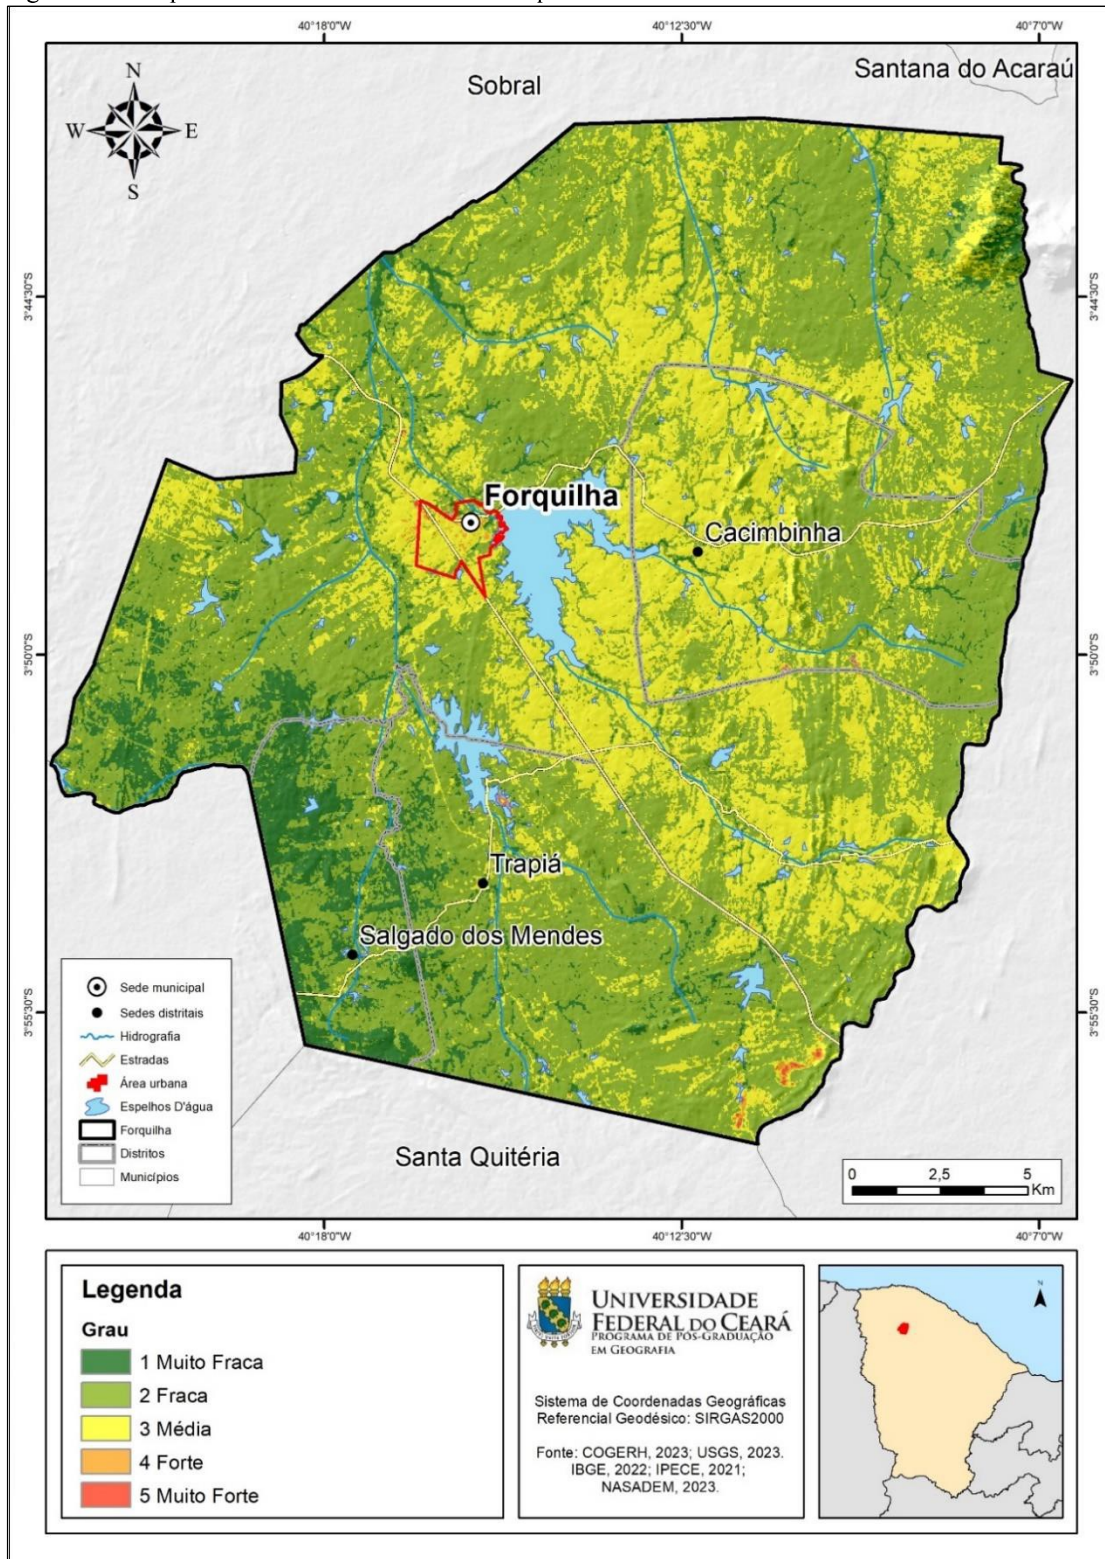 40°18'0"W 40°12'30"W 40°7'0"W
Santana do Acaraú
Sobral
N
W E
S
3°44'30"S 3°44'30"S
Forquilha
Cacimbinha
3°50'0"S 3°50'0"S
Trapiá
Salgado dos Mendes
3°55'30"S 3°55'30"S
Sede municipal
Sedes distritais
Hidrografia
Estradas
Área urbana
Espelhos D'água
Forquilha
Distritos
Municípios
Santa Quitéria
0 2,5 5
Km
40°18'0"W 40°12'30"W 40°7'0"W
Legenda
Grau
1 Muito Fraca
2 Fraca
3 Média
4 Forte
5 Muito Forte
UNIVERSIDADE
FEDERAL DO CEARÁ
PROGRAMA DE PÓS-GRADUAÇÃO
EM GEOGRAFIA
Sistema de Coordenadas Geográficas
Referencial Geodésico: SIRGAS2000
Fonte: COGERH, 2023; USGS, 2023.
IBGE, 2022; IPECE, 2021;
NASADEM, 2023.
N